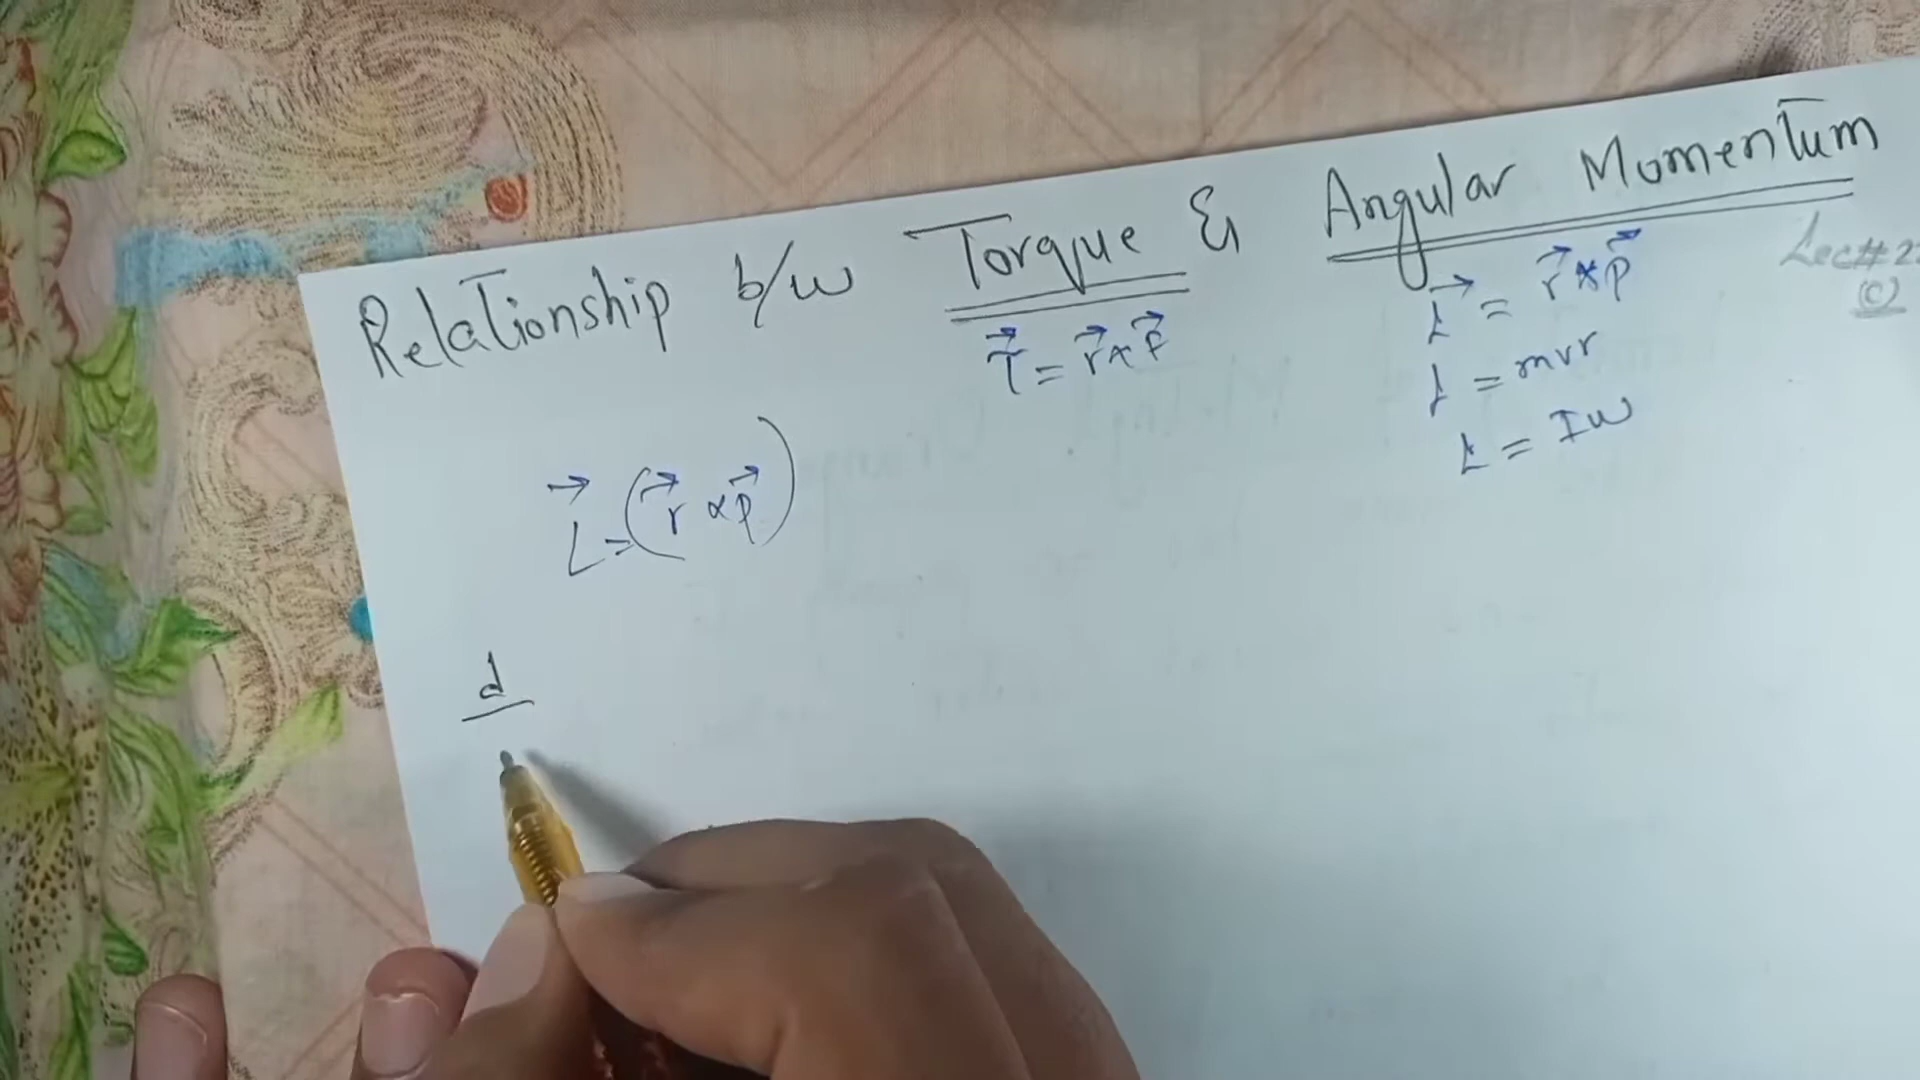 Relationship b/w Torque & Angular Momentum
Lec# 2
(c)
τ⃗ = r⃗ × F⃗
L⃗ = r⃗ × p⃗
L = mvr
L = Iω
L⃗ = (r⃗ × p⃗)
d